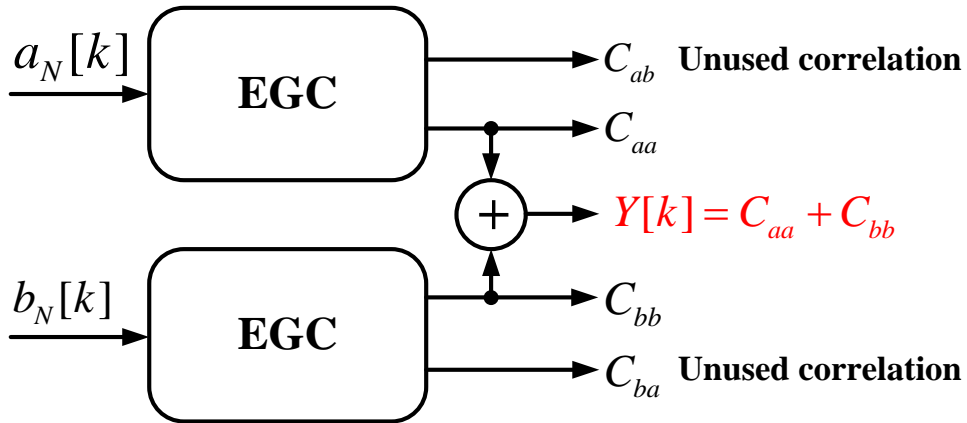 a_N[k]
EGC
C_ab Unused correlation
C_aa
+
Y[k] = C_aa + C_bb
b_N[k]
EGC
C_bb
C_ba Unused correlation